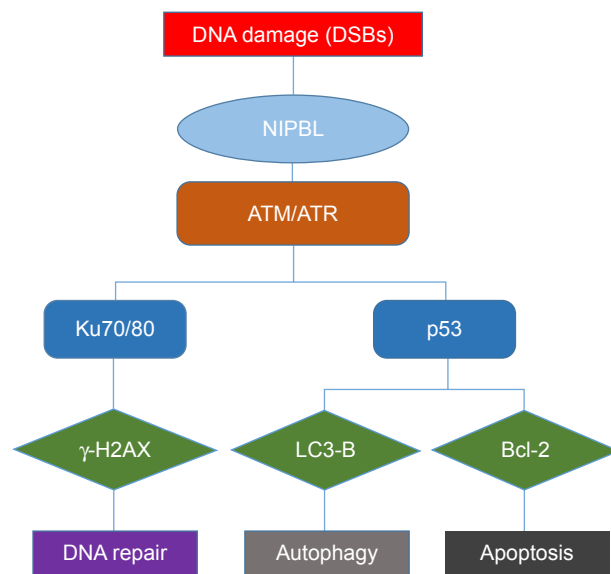 DNA damage (DSBs)
NIPBL
ATM/ATR
Ku70/80
p53
γ-H2AX
LC3-B
Bcl-2
DNA repair
Autophagy
Apoptosis